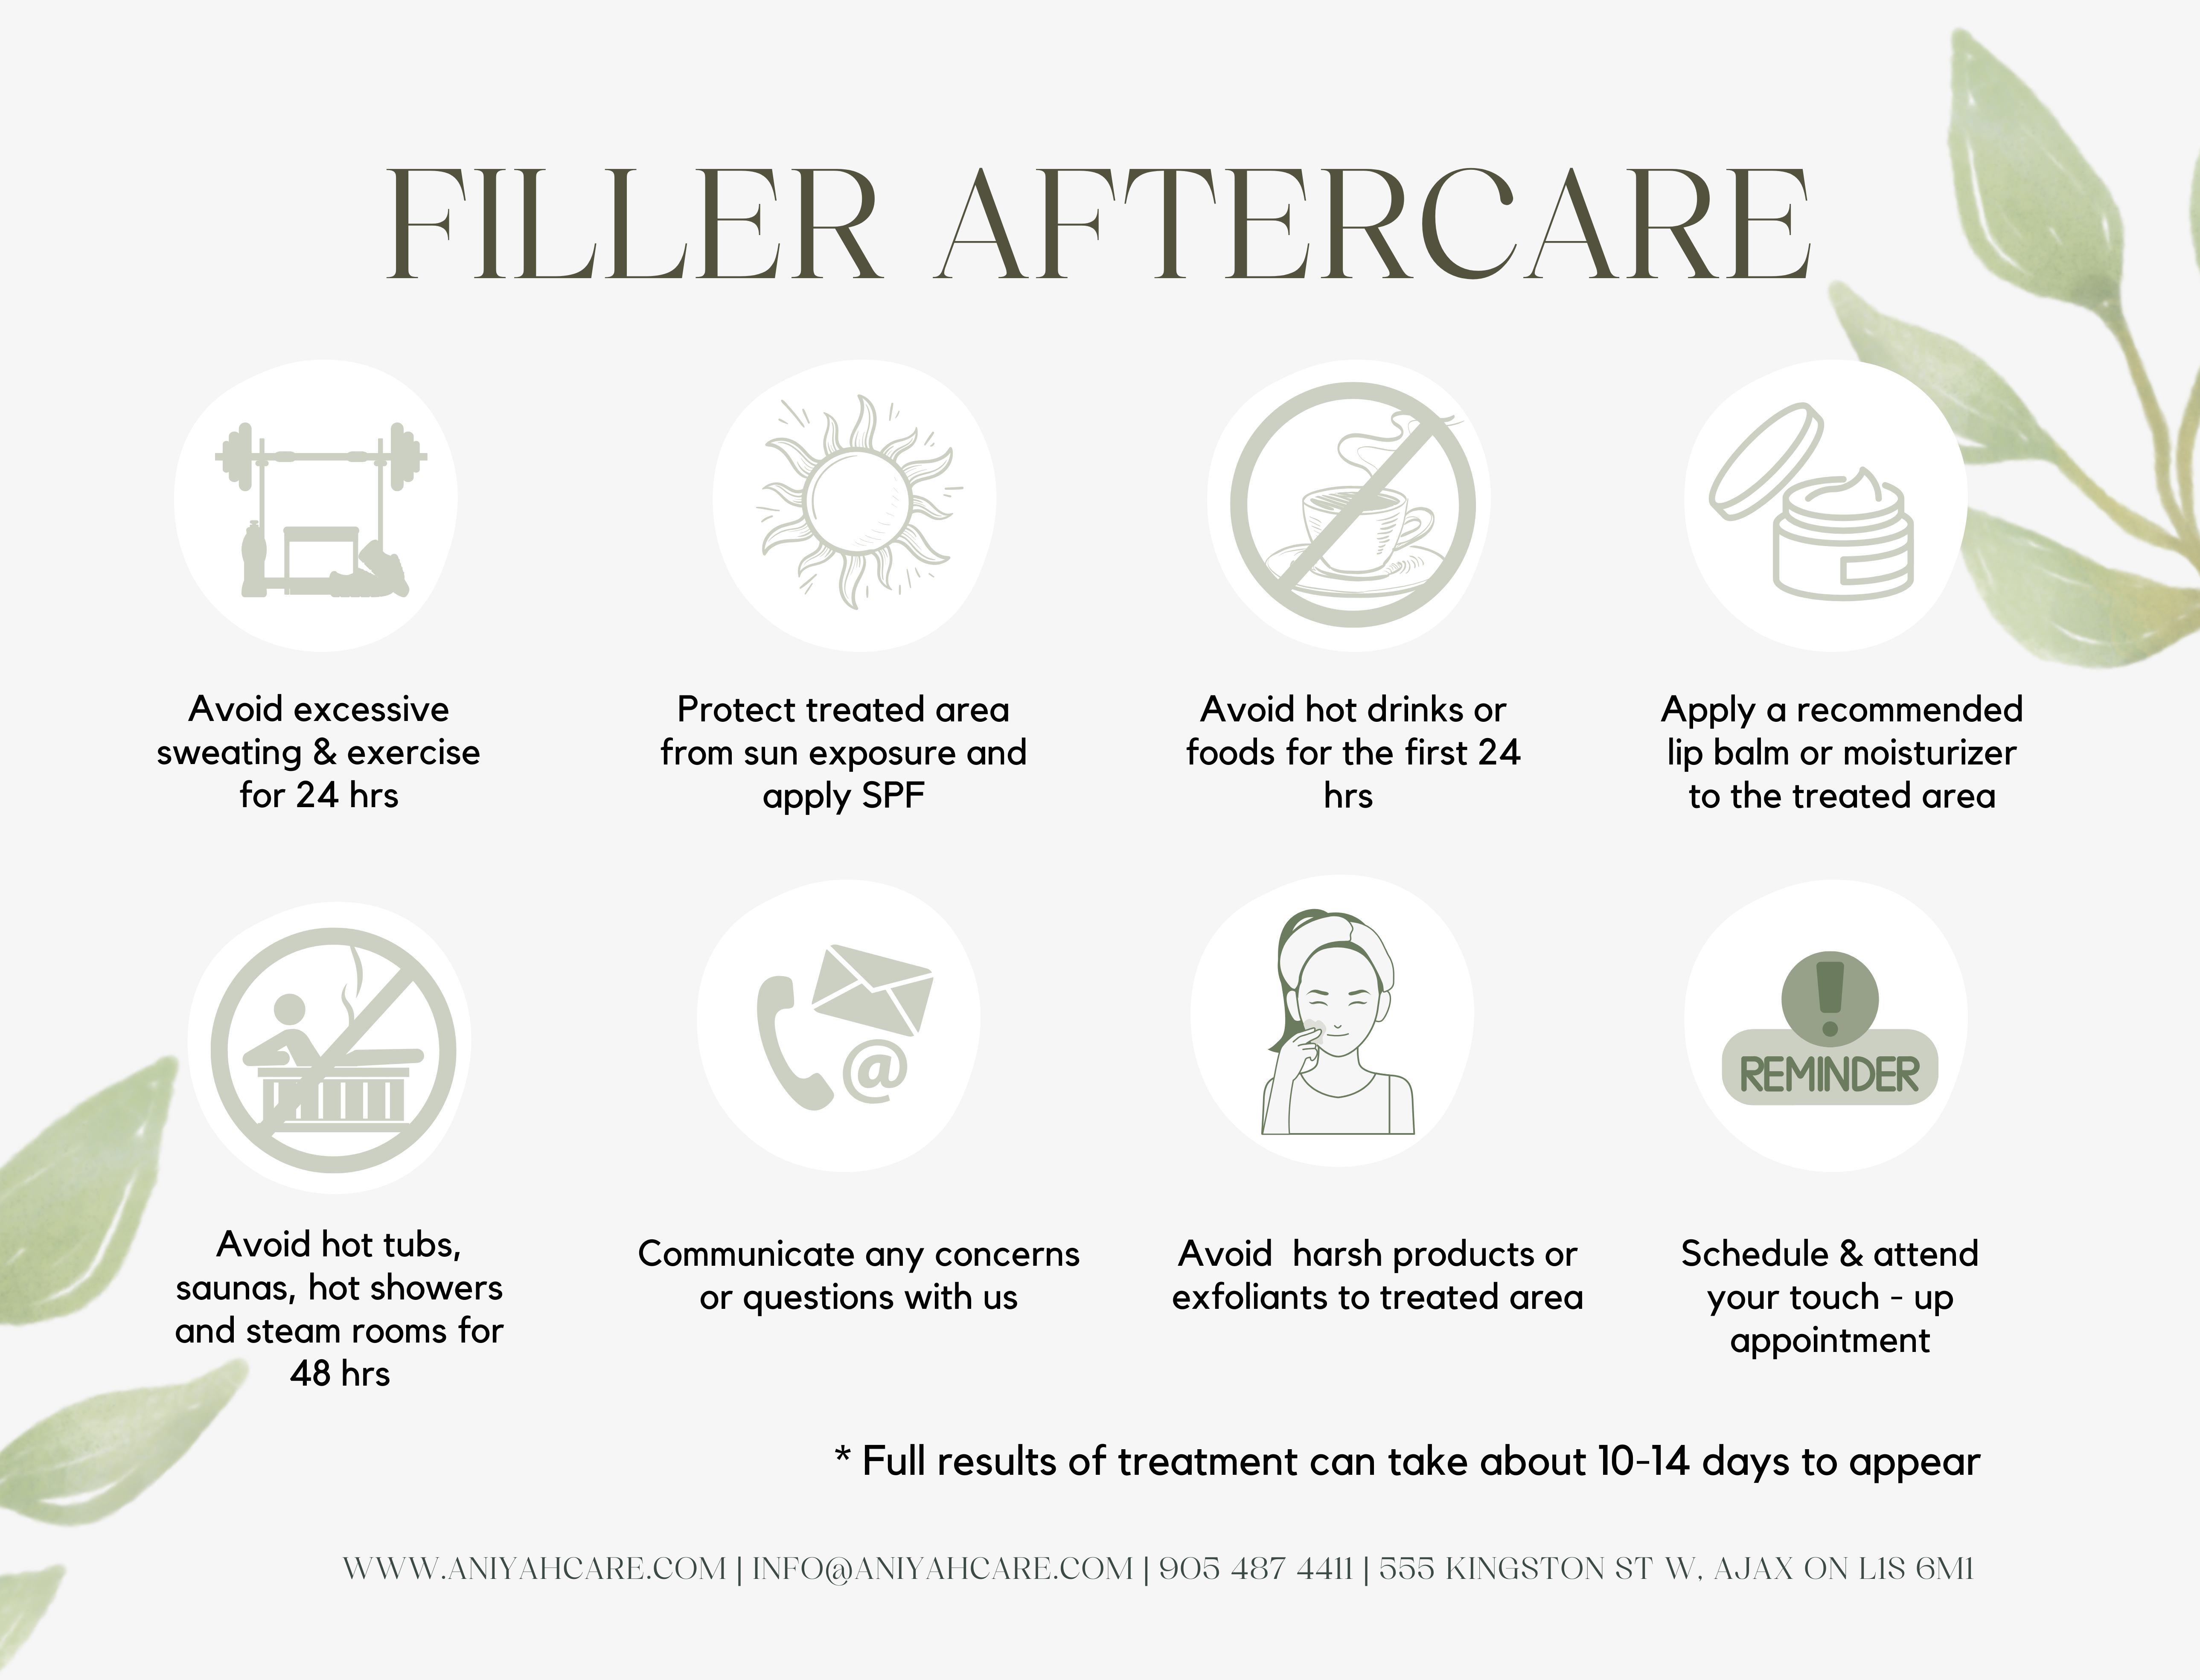 FILLER AFTERCARE
Avoid excessive
sweating & exercise
for 24 hrs
Protect treated area
from sun exposure and
apply SPF
Avoid hot drinks or
foods for the first 24
hrs
Apply a recommended
lip balm or moisturizer
to the treated area
Avoid hot tubs,
saunas, hot showers
and steam rooms for
48 hrs
@
Communicate any concerns
or questions with us
Avoid  harsh products or
exfoliants to treated area
!
REMINDER
Schedule & attend
your touch - up
appointment
* Full results of treatment can take about 10-14 days to appear
WWW.ANIYAHCARE.COM | INFO@ANIYAHCARE.COM | 905 487 4411 | 555 KINGSTON ST W, AJAX ON L1S 6M1